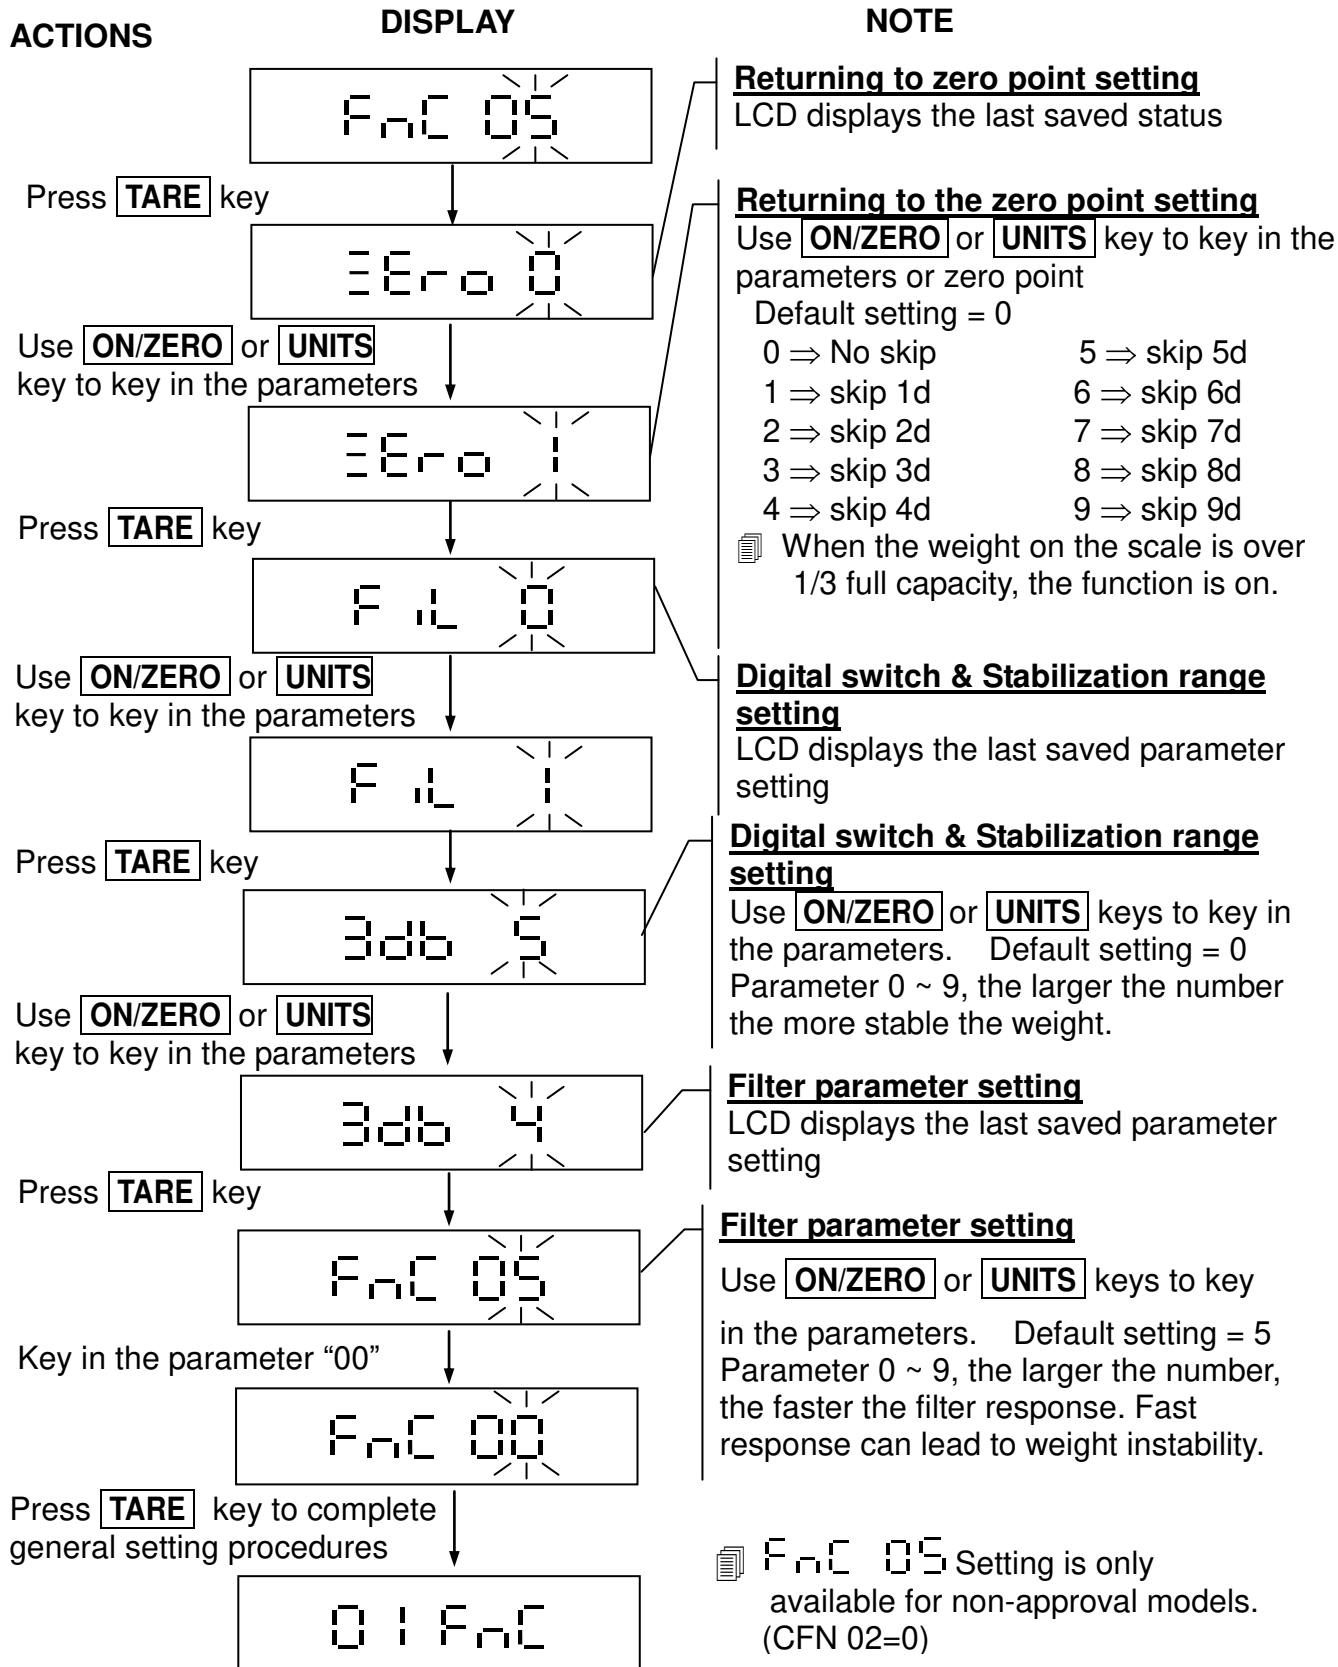 ACTIONS DISPLAY NOTE
FnC 05
Press TARE key
ZEro 0
Use ON/ZERO or UNITS
key to key in the parameters
ZEro 1
Press TARE key
FiL 0
Use ON/ZERO or UNITS
key to key in the parameters
FiL 1
Press TARE key
3db 5
Use ON/ZERO or UNITS
key to key in the parameters
3db 4
Press TARE key
FnC 05
Key in the parameter “00”
FnC 00
Press TARE key to complete
general setting procedures
01 FnC
Returning to zero point setting
LCD displays the last saved status
Returning to the zero point setting
Use ON/ZERO or UNITS key to key in the
parameters or zero point
Default setting = 0
0 ⇒ No skip 5 ⇒ skip 5d
1 ⇒ skip 1d 6 ⇒ skip 6d
2 ⇒ skip 2d 7 ⇒ skip 7d
3 ⇒ skip 3d 8 ⇒ skip 8d
4 ⇒ skip 4d 9 ⇒ skip 9d
When the weight on the scale is over
1/3 full capacity, the function is on.
Digital switch & Stabilization range
setting
LCD displays the last saved parameter
setting
Digital switch & Stabilization range
setting
Use ON/ZERO or UNITS keys to key in
the parameters. Default setting = 0
Parameter 0 ~ 9, the larger the number
the more stable the weight.
Filter parameter setting
LCD displays the last saved parameter
setting
Filter parameter setting
Use ON/ZERO or UNITS keys to key
in the parameters. Default setting = 5
Parameter 0 ~ 9, the larger the number,
the faster the filter response. Fast
response can lead to weight instability.
FnC 05 Setting is only
available for non-approval models.
(CFN 02=0)